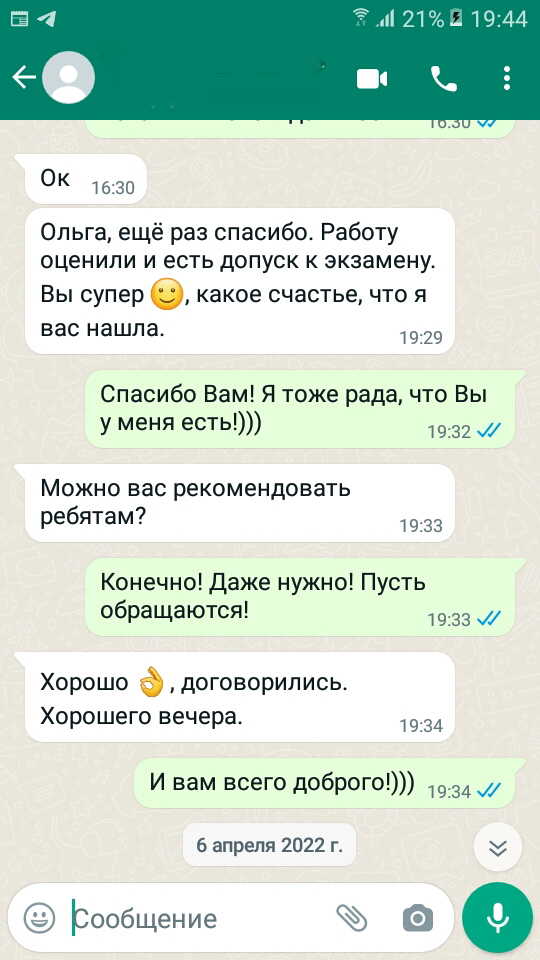 21% 19:44
16:30
Ок 16:30
Ольга, ещё раз спасибо. Работу
оценили и есть допуск к экзамену.
Вы супер 🙂, какое счастье, что я
вас нашла. 19:29
Спасибо Вам! Я тоже рада, что Вы
у меня есть!))) 19:32
Можно вас рекомендовать
ребятам? 19:33
Конечно! Даже нужно! Пусть
обращаются! 19:33
Хорошо 👌, договорились.
Хорошего вечера. 19:34
И вам всего доброго!))) 19:34
6 апреля 2022 г.
Сообщение